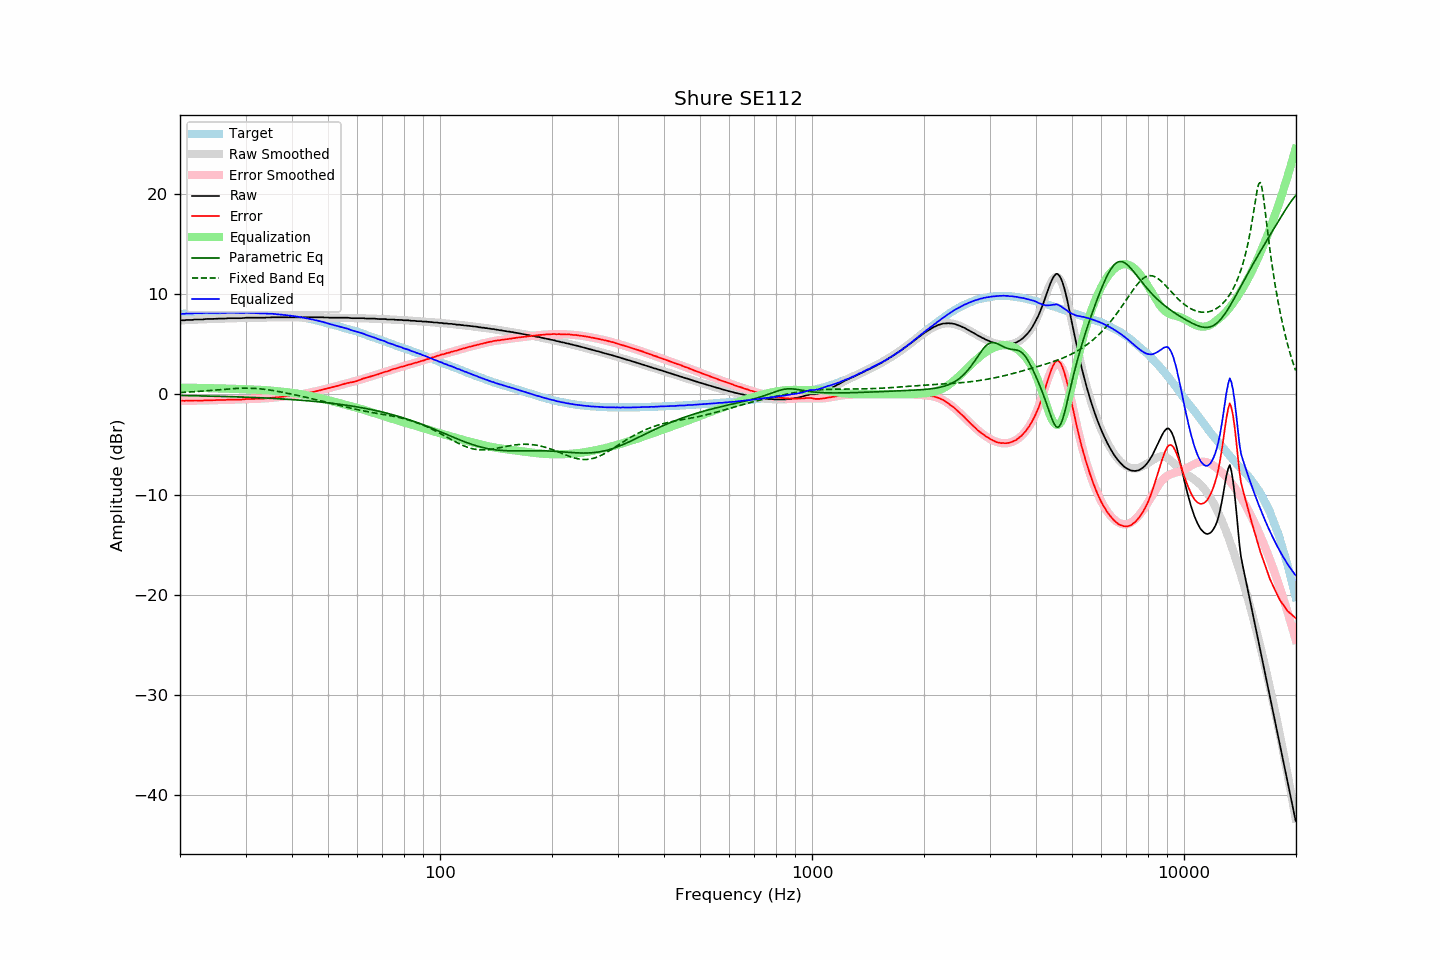 Shure SE112
Target
Raw Smoothed
Error Smoothed
Raw
Error
Equalization
Parametric Eq
Fixed Band Eq
Equalized
20
10
0
−10
−20
−30
−40
Amplitude (dBr)
100
1000
10000
Frequency (Hz)